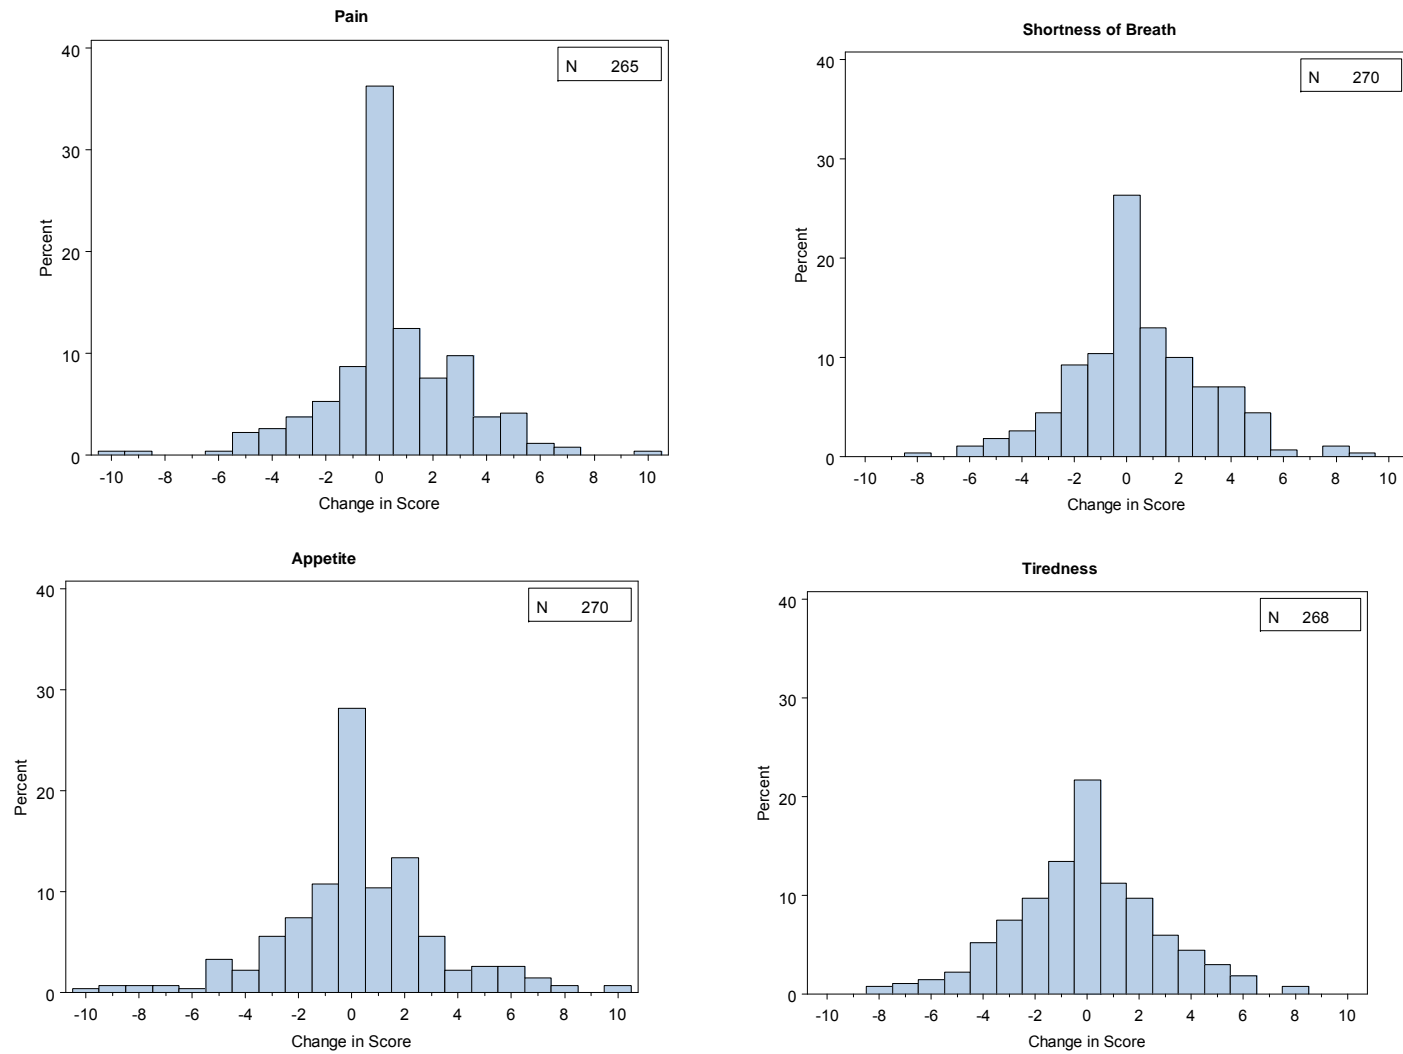 Pain
N 265
40
30
20
10
0
Percent
-10 -8 -6 -4 -2 0 2 4 6 8 10
Change in Score
Shortness of Breath
N 270
40
30
20
10
0
Percent
-10 -8 -6 -4 -2 0 2 4 6 8 10
Change in Score
Appetite
N 270
40
30
20
10
0
Percent
-10 -8 -6 -4 -2 0 2 4 6 8 10
Change in Score
Tiredness
N 268
40
30
20
10
0
Percent
-10 -8 -6 -4 -2 0 2 4 6 8 10
Change in Score